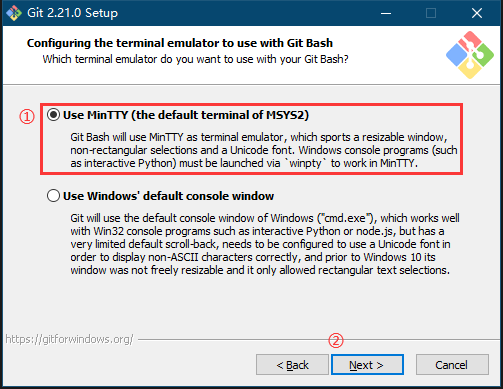 Git 2.21.0 Setup
Configuring the terminal emulator to use with Git Bash
Which terminal emulator do you want to use with your Git Bash?
① Use MinTTY (the default terminal of MSYS2)
Git Bash will use MinTTY as terminal emulator, which sports a resizable window,
non-rectangular selections and a Unicode font. Windows console programs (such
as interactive Python) must be launched via `winpty` to work in MinTTY.
Use Windows' default console window
Git will use the default console window of Windows ("cmd.exe"), which works well
with Win32 console programs such as interactive Python or node.js, but has a
very limited default scroll-back, needs to be configured to use a Unicode font in
order to display non-ASCII characters correctly, and prior to Windows 10 its
window was not freely resizable and it only allowed rectangular text selections.
https://gitforwindows.org/
②
< Back Next > Cancel